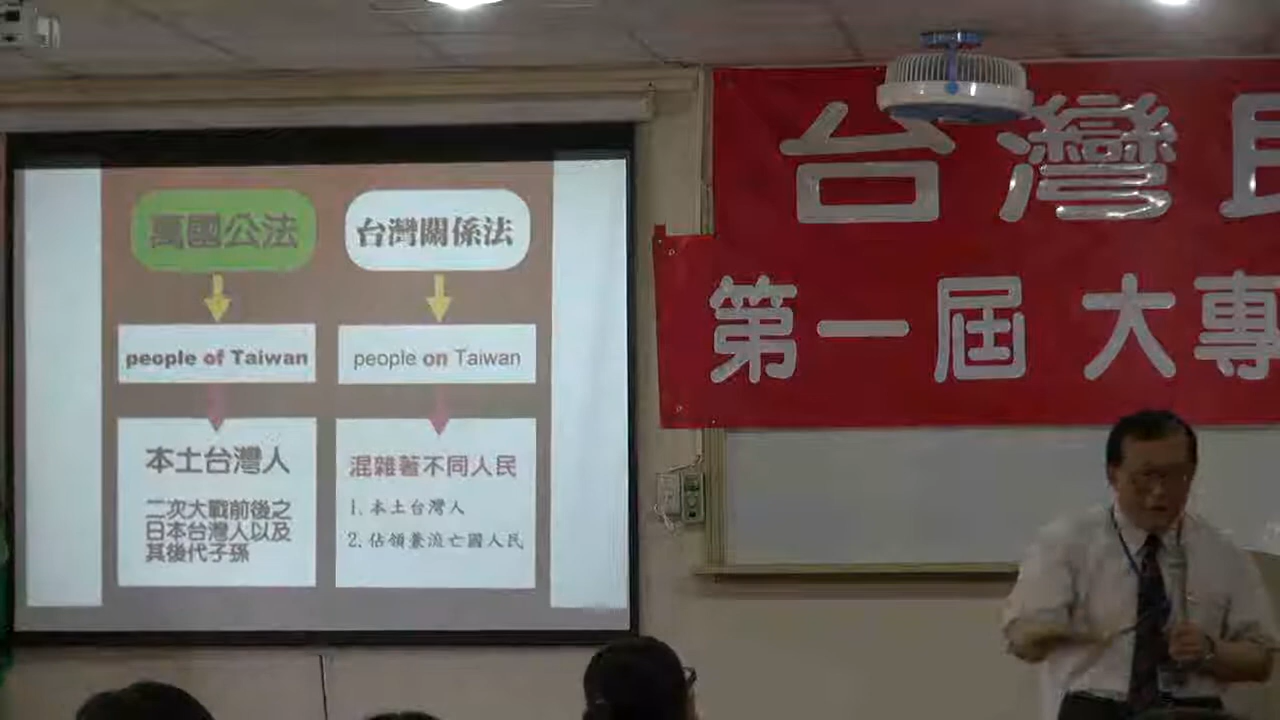 萬國公法
台灣關係法
people of Taiwan
people on Taiwan
本土台灣人
二次大戰前後之
日本台灣人以及
其後代子孫
混雜著不同人民
1. 本土台灣人
2. 佔領兼流亡國人民
台灣民
第一屆大專